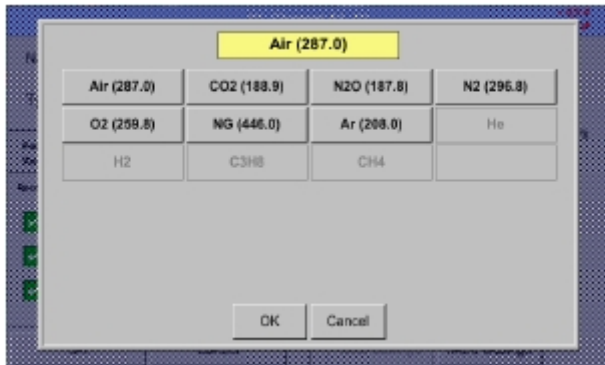 Air (287.0)
Air (287.0) CO2 (188.9) N2O (187.8) N2 (296.8)
O2 (259.8) NG (446.0) Ar (208.0) He
H2 C3H8 CH4
OK Cancel